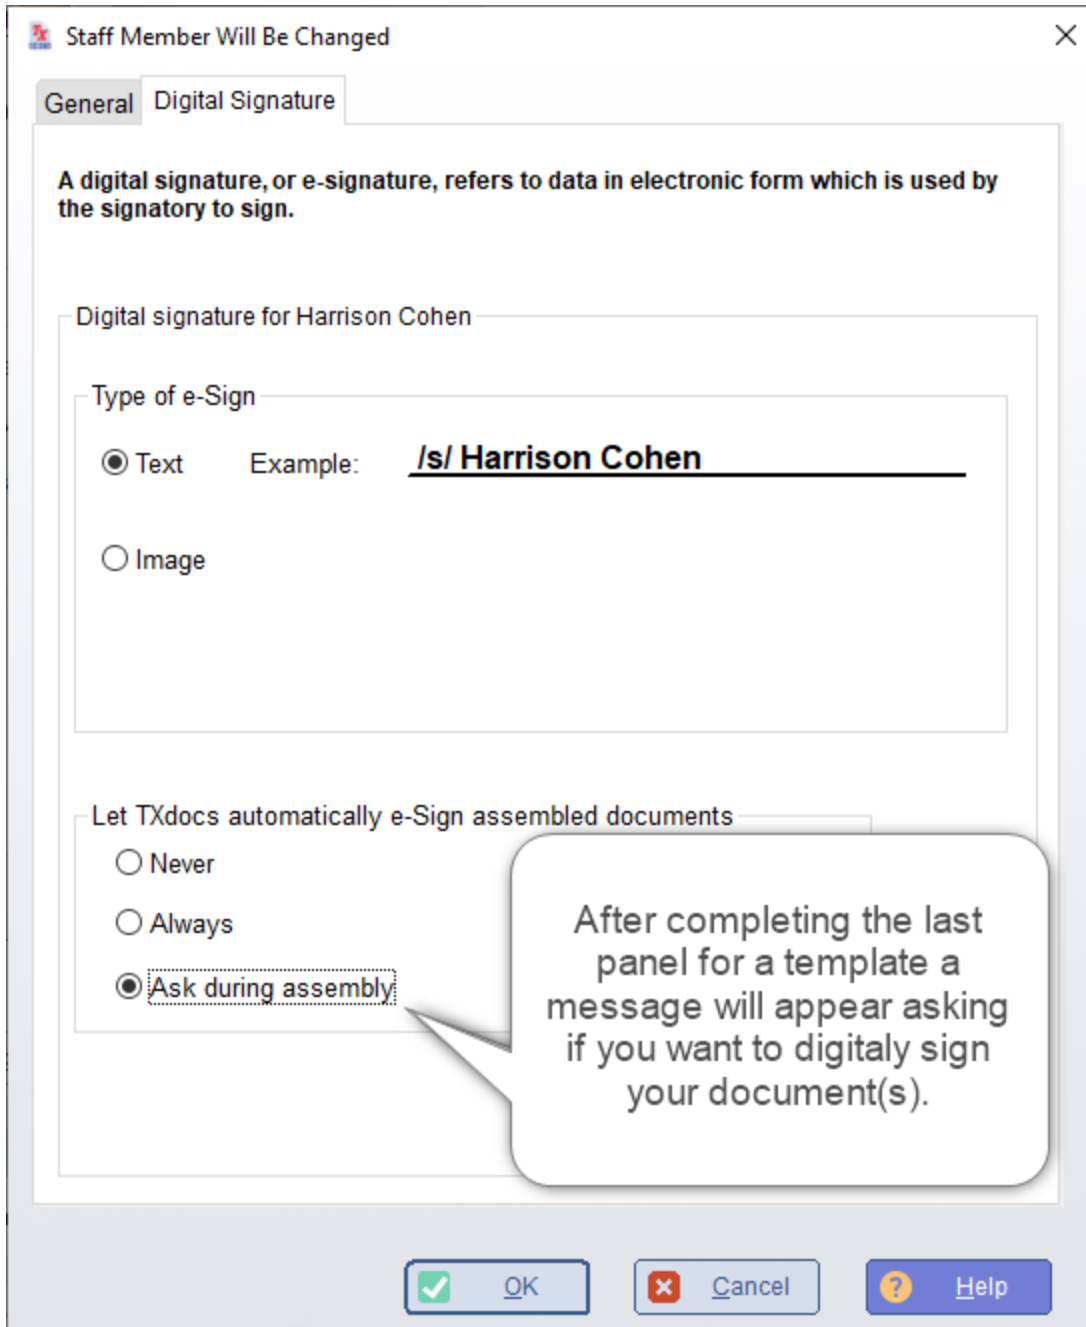 Staff Member Will Be Changed
General
Digital Signature
A digital signature, or e-signature, refers to data in electronic form which is used by
the signatory to sign.
Digital signature for Harrison Cohen
Type of e-Sign
Text
Example:
/s/ Harrison Cohen
Image
Let TXdocs automatically e-Sign assembled documents
Never
Always
Ask during assembly
After completing the last
panel for a template a
message will appear asking
if you want to digitaly sign
your document(s).
OK
Cancel
Help